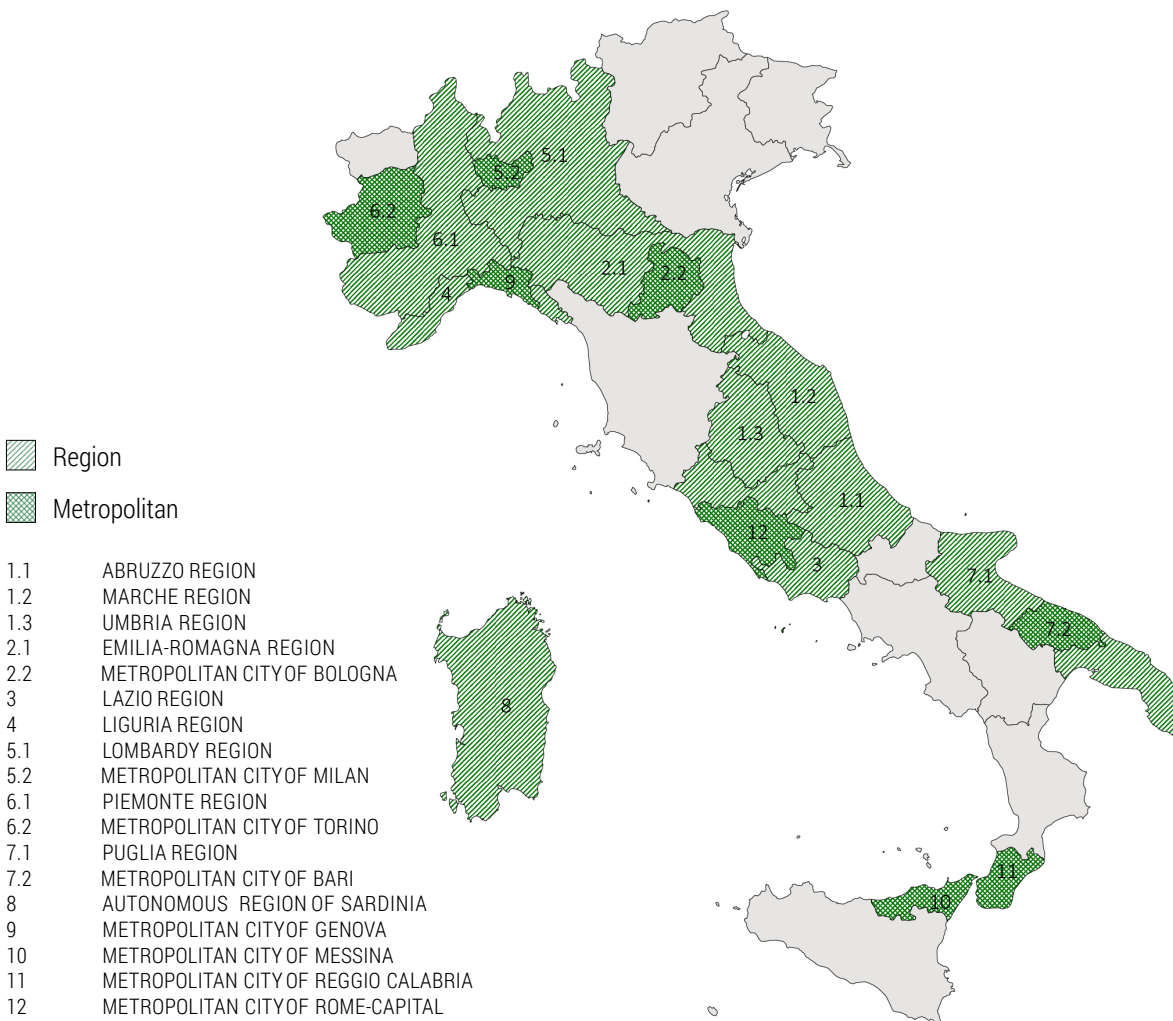 5.1
5.2
6.2
6.1
2.1
2.2
9
4
1.2
1.3
1.1
12
3
7.1
7.2
8
11
10
Region
Metropolitan
1.1 ABRUZZO REGION
1.2 MARCHE REGION
1.3 UMBRIA REGION
2.1 EMILIA-ROMAGNA REGION
2.2 METROPOLITAN CITY OF BOLOGNA
3 LAZIO REGION
4 LIGURIA REGION
5.1 LOMBARDY REGION
5.2 METROPOLITAN CITY OF MILAN
6.1 PIEMONTE REGION
6.2 METROPOLITAN CITY OF TORINO
7.1 PUGLIA REGION
7.2 METROPOLITAN CITY OF BARI
8 AUTONOMOUS REGION OF SARDINIA
9 METROPOLITAN CITY OF GENOVA
10 METROPOLITAN CITY OF MESSINA
11 METROPOLITAN CITY OF REGGIO CALABRIA
12 METROPOLITAN CITY OF ROME-CAPITAL